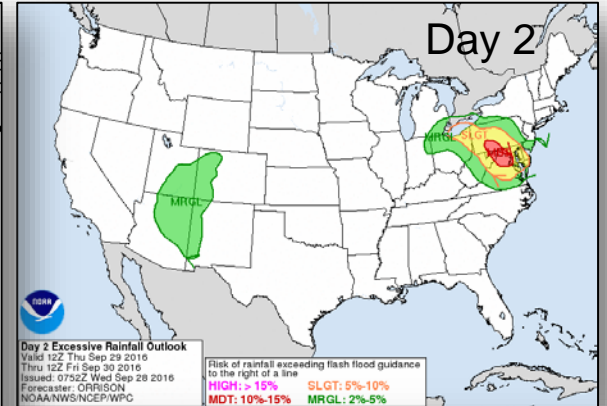 Day 2
MRGL
SLGT
MDT
MRGL
NOAA
Day 2 Excessive Rainfall Outlook
Valid 12Z Thu Sep 29 2016
Thru 12Z Fri Sep 30 2016
Issued: 0752Z Wed Sep 28 2016
Forecaster: ORRISON
NOAA/NWS/NCEP/WPC
Risk of rainfall exceeding flash flood guidance
to the right of a line
HIGH: > 15% SLGT: 5%-10%
MDT: 10%-15% MRGL: 2%-5%